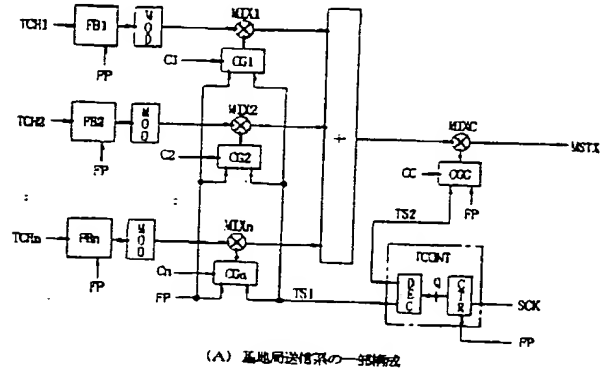 TCH1
FB1
MOD
MIX1
C1
CG1
FP
TCH2
FB2
MOD
MIX2
C2
CG2
FP
TCHn
FBn
MOD
MIXn
Cn
CGn
FP
FP
+
MIXC
MSTX
CC
CGC
FP
TS2
TS1
TCONT
DEC
Q
CTR
SCK
FP
(A) 基地局送信系の一部構成